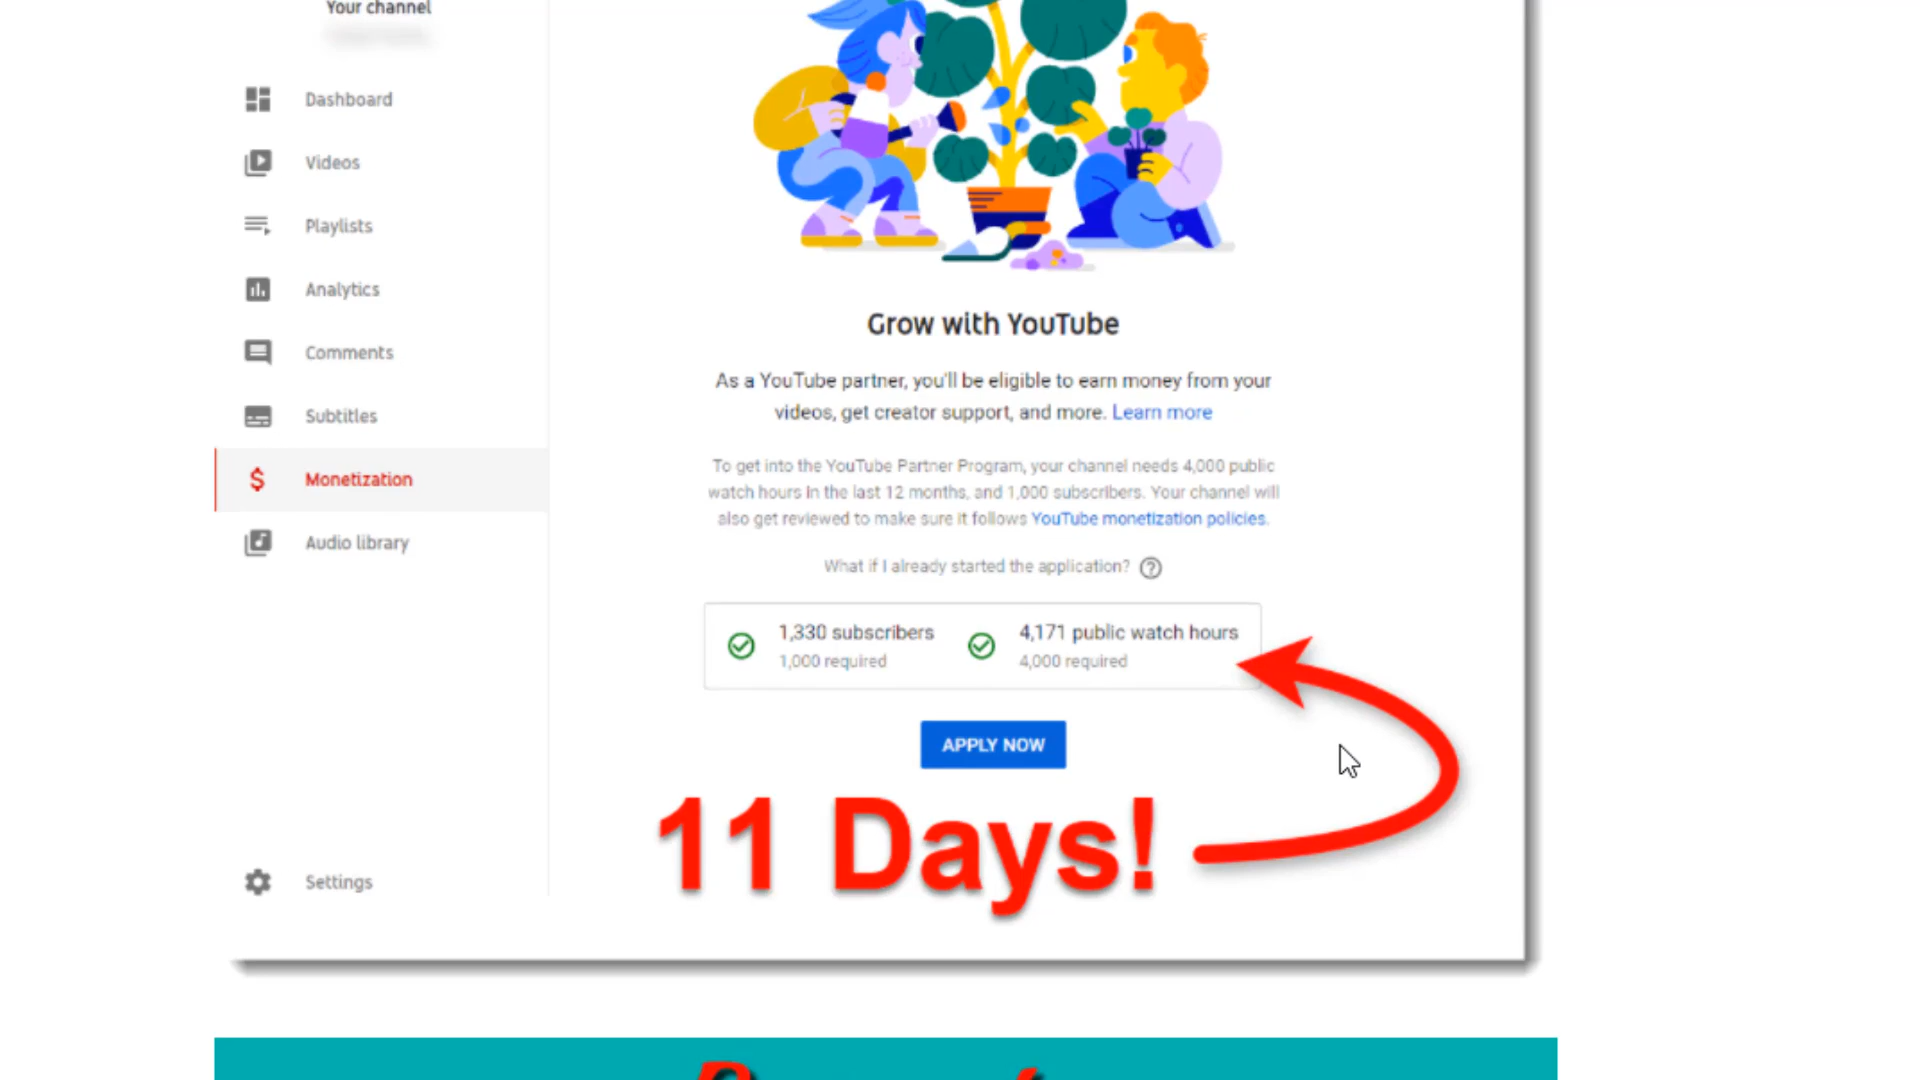 Your channel
Dashboard
Videos
Playlists
Analytics
Comments
Subtitles
Monetization
Audio library
Settings
Grow with YouTube
As a YouTube partner, you'll be eligible to earn money from your
videos, get creator support, and more. Learn more
To get into the YouTube Partner Program, your channel needs 4,000 public
watch hours in the last 12 months, and 1,000 subscribers. Your channel will
also get reviewed to make sure it follows YouTube monetization policies.
What if I already started the application? ?
1,330 subscribers
1,000 required
4,171 public watch hours
4,000 required
APPLY NOW
11 Days!